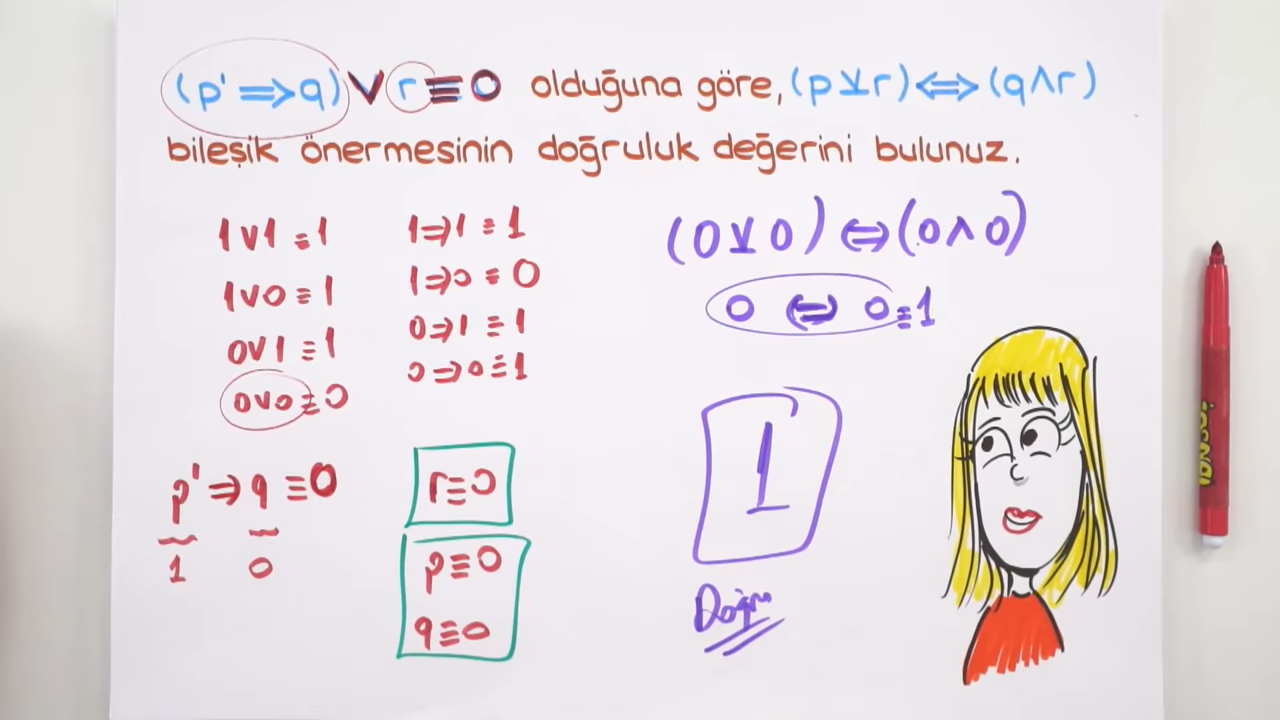 (p' ⇒ q) ∨ r ≡ 0 olduğuna göre, (p ⊻ r) ⇔ (q ∧ r)
bileşik önermesinin doğruluk değerini bulunuz.
1 ∨ 1 ≡ 1
1 ∨ 0 ≡ 1
0 ∨ 1 ≡ 1
0 ∨ 0 ≡ 0
1 ⇒ 1 ≡ 1
1 ⇒ 0 ≡ 0
0 ⇒ 1 ≡ 1
0 ⇒ 0 ≡ 1
p' ⇒ q ≡ 0
1 0
r ≡ 0
p ≡ 0
q ≡ 0
(0 ⊻ 0) ⇔ (0 ∧ 0)
0 ⇔ 0 ≡ 1
1
Doğru